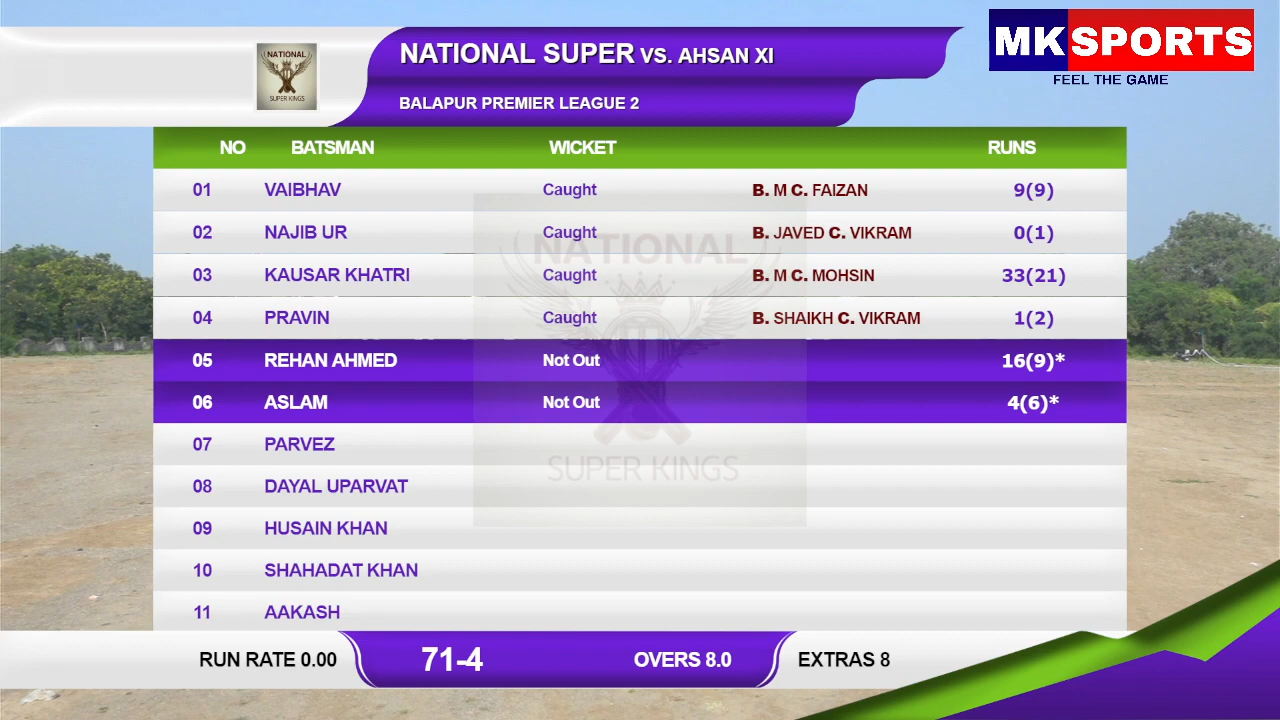 NATIONAL
SUPER KINGS
NATIONAL SUPER VS. AHSAN XI
BALAPUR PREMIER LEAGUE 2
MKSPORTS
FEEL THE GAME
NO BATSMAN WICKET RUNS
01 VAIBHAV Caught B. M C. FAIZAN 9(9)
02 NAJIB UR Caught B. JAVED C. VIKRAM 0(1)
03 KAUSAR KHATRI Caught B. M C. MOHSIN 33(21)
04 PRAVIN Caught B. SHAIKH C. VIKRAM 1(2)
05 REHAN AHMED Not Out 16(9)*
06 ASLAM Not Out 4(6)*
07 PARVEZ
08 DAYAL UPARVAT
09 HUSAIN KHAN
10 SHAHADAT KHAN
11 AAKASH
NATIONAL
SUPER KINGS
RUN RATE 0.00 71-4 OVERS 8.0 EXTRAS 8